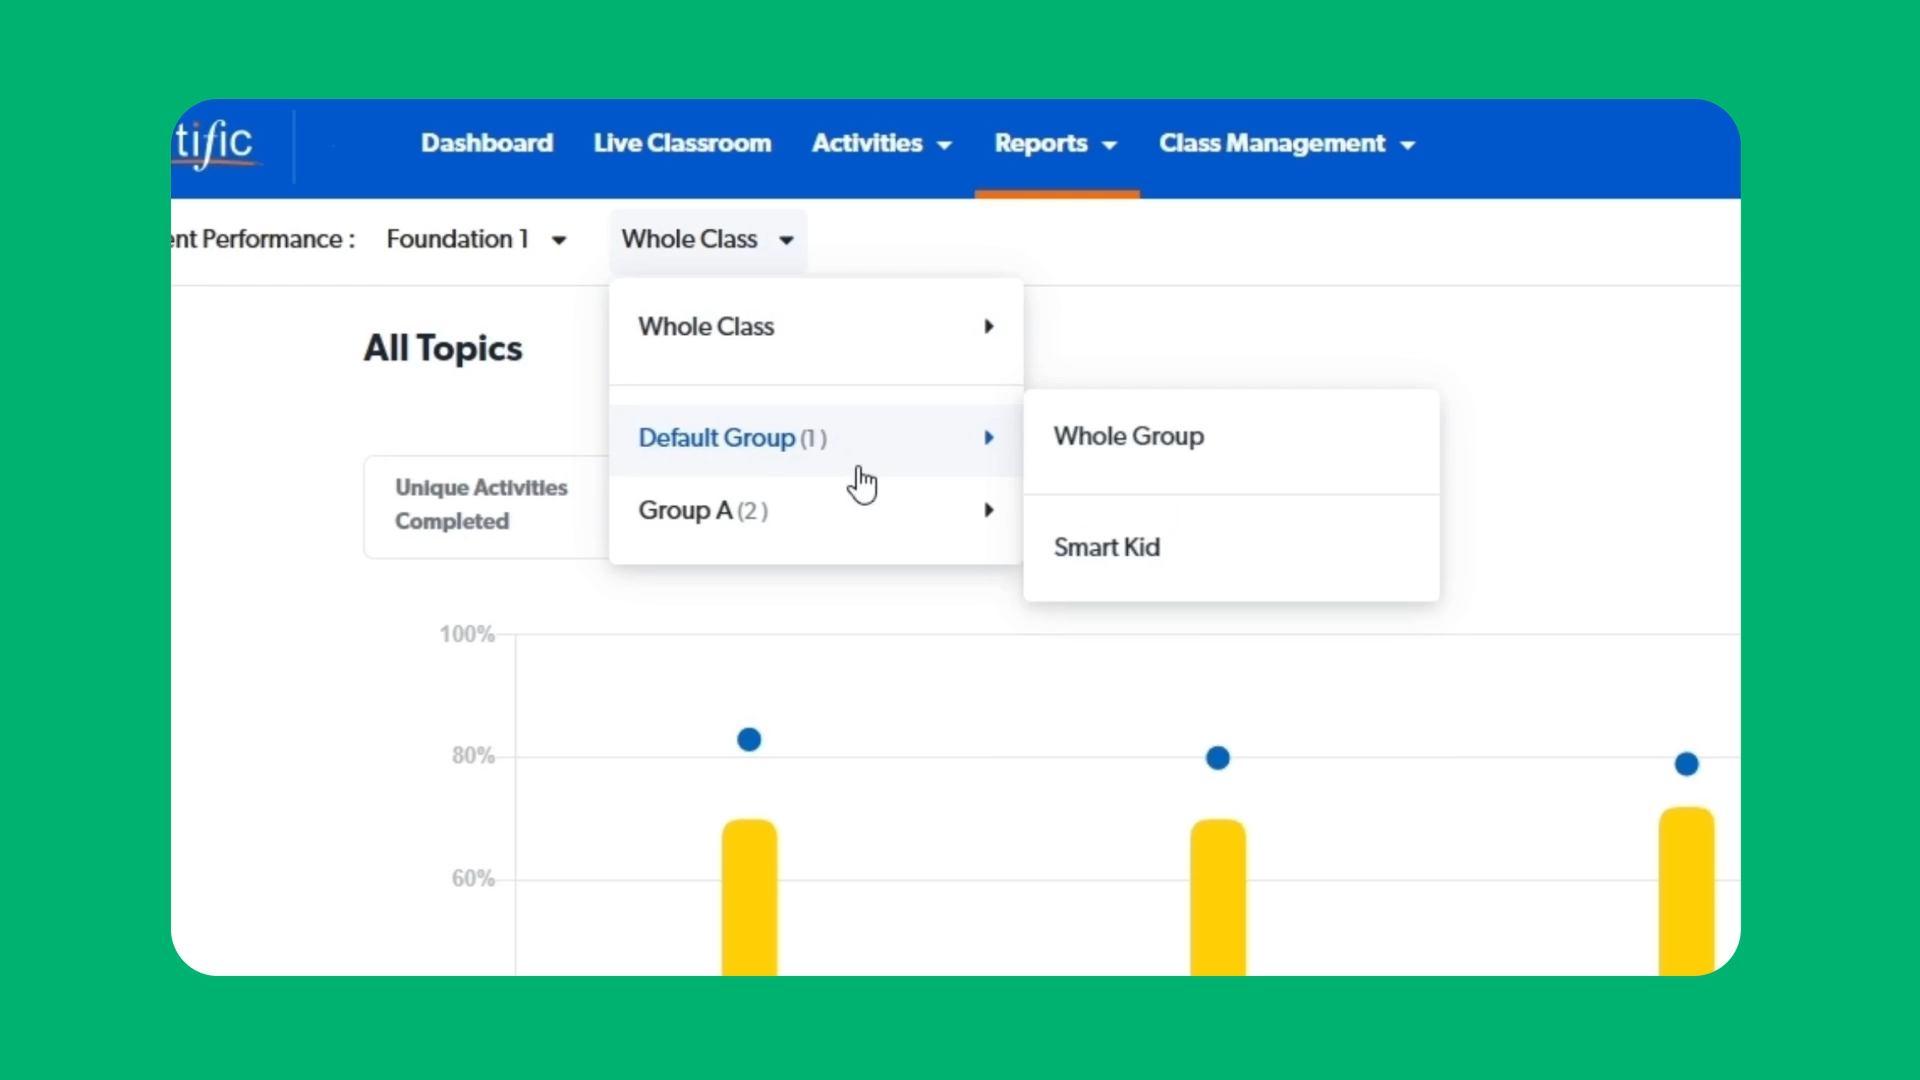 tific
Dashboard
Live Classroom
Activities
Reports
Class Management
ent Performance :
Foundation 1
Whole Class
Whole Class
All Topics
Default Group (1)
Whole Group
Unique Activities
Completed
Group A (2)
Smart Kid
100%
80%
60%